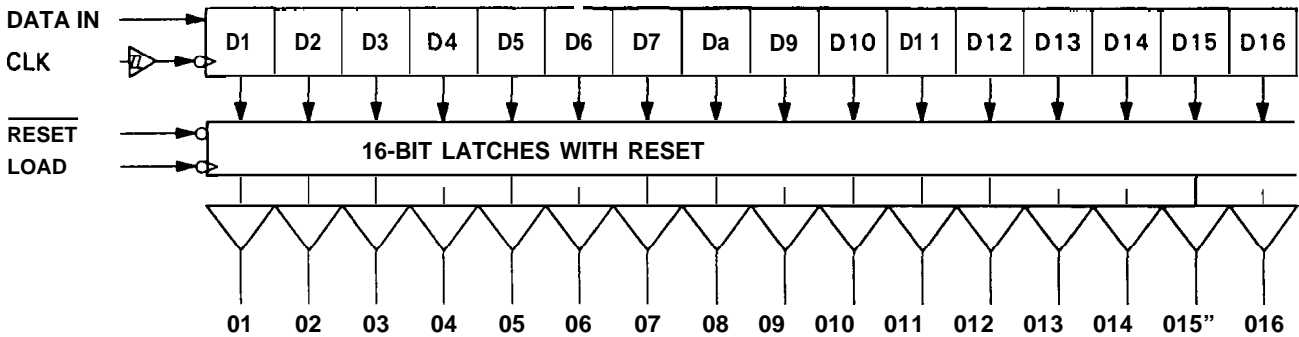 DATA IN
CLK
D1 D2 D3 D4 D5 D6 D7 Da D9 D10 D11 D12 D13 D14 D15 D16
RESET
LOAD
16-BIT LATCHES WITH RESET
01 02 03 04 05 06 07 08 09 010 011 012 013 014 015” 016